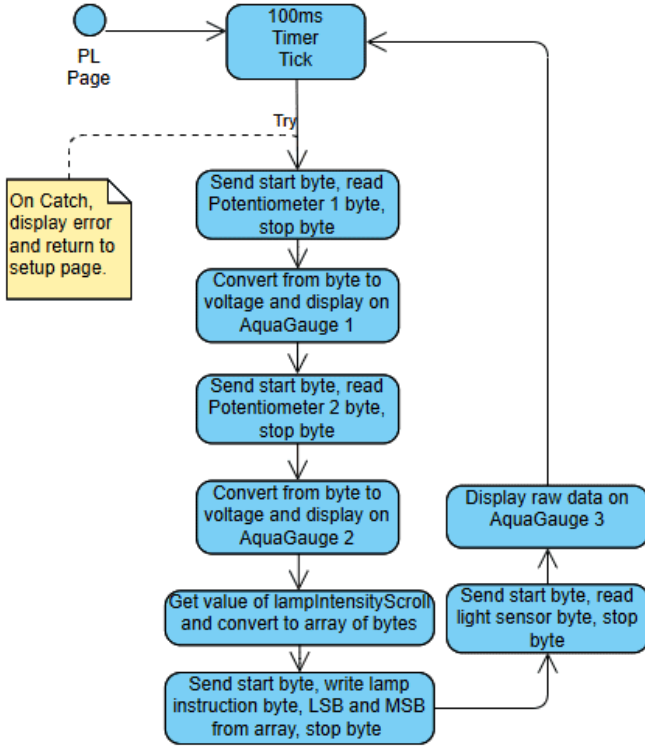 PL
Page
100ms
Timer
Tick
Try
On Catch,
display error
and return to
setup page.
Send start byte, read
Potentiometer 1 byte,
stop byte
Convert from byte to
voltage and display on
AquaGauge 1
Send start byte, read
Potentiometer 2 byte,
stop byte
Convert from byte to
voltage and display on
AquaGauge 2
Get value of lampIntensityScroll
and convert to array of bytes
Send start byte, write lamp
instruction byte, LSB and MSB
from array, stop byte
Send start byte, read
light sensor byte, stop
byte
Display raw data on
AquaGauge 3